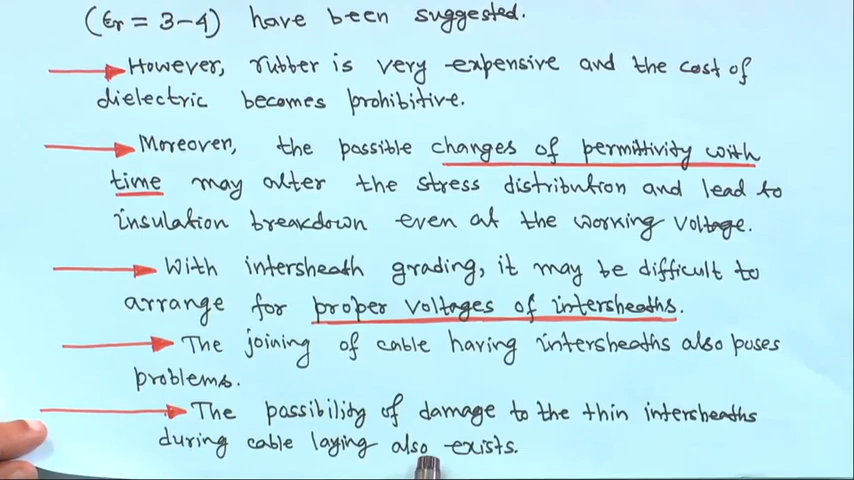 (εr = 3-4) have been suggested.
However, rubber is very expensive and the cost of
dielectric becomes prohibitive.
Moreover, the possible changes of permittivity with
time may alter the stress distribution and lead to
insulation breakdown even at the working voltage.
With intersheath grading, it may be difficult to
arrange for proper voltages of intersheaths.
The joining of cable having intersheaths also poses
problems.
The possibility of damage to the thin intersheaths
during cable laying also exists.